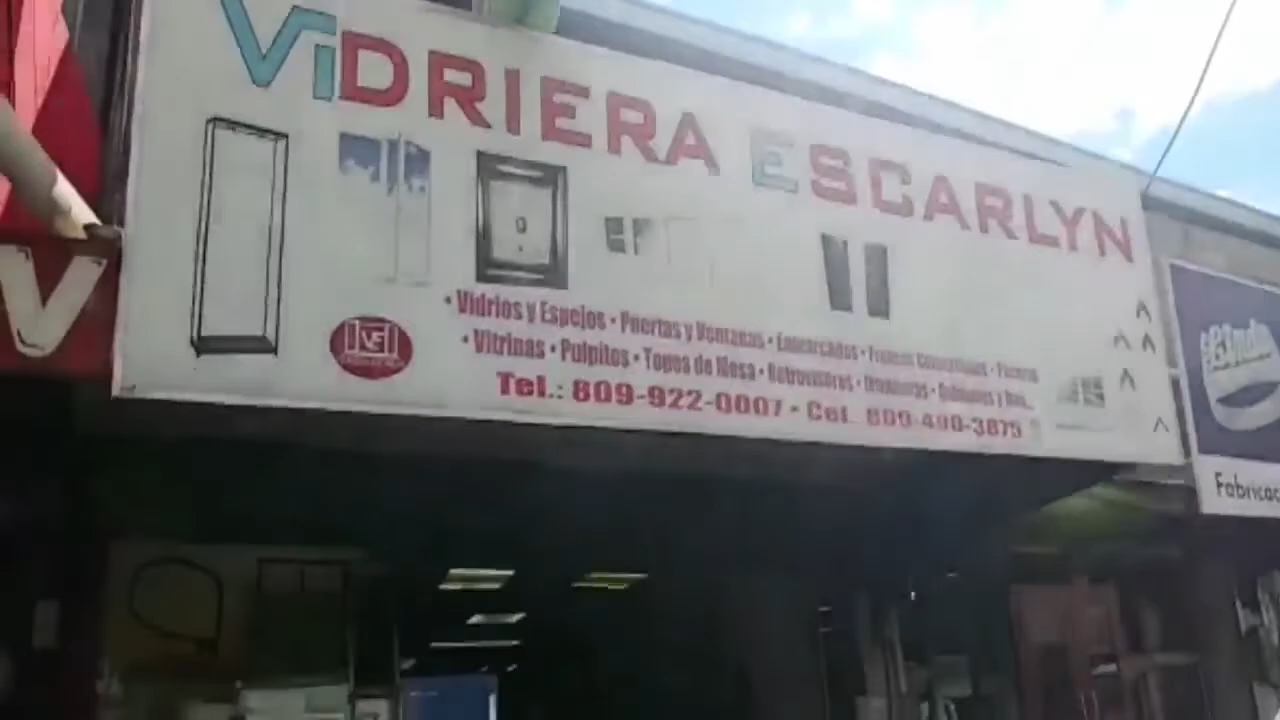 ViDRIERA ESCARLYN
• Vidrios y Espejos • Puertas y Ventanas • Enmarcados •
VE
• Vitrinas • Pulpitos • Topes de Mesa • Retrovisores •
Tel.: 809-922-0007 • Cel. 809-490-3875
V
Fabricac